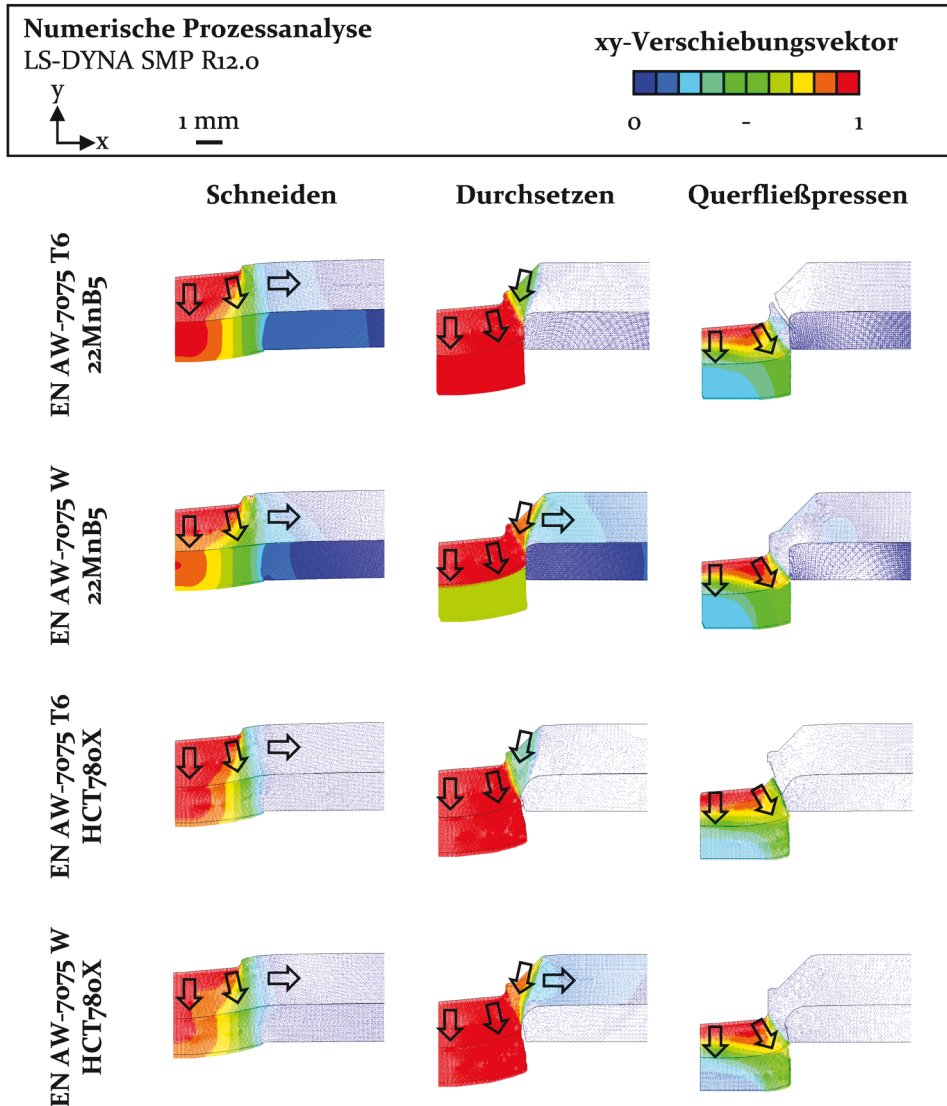 Numerische Prozessanalyse
LS-DYNA SMP R12.0
y
x
1 mm
xy-Verschiebungsvektor
0 - 1
Schneiden Durchsetzen Querfließpressen
EN AW-7075 T6
22MnB5
EN AW-7075 W
22MnB5
EN AW-7075 T6
HCT780X
EN AW-7075 W
HCT780X